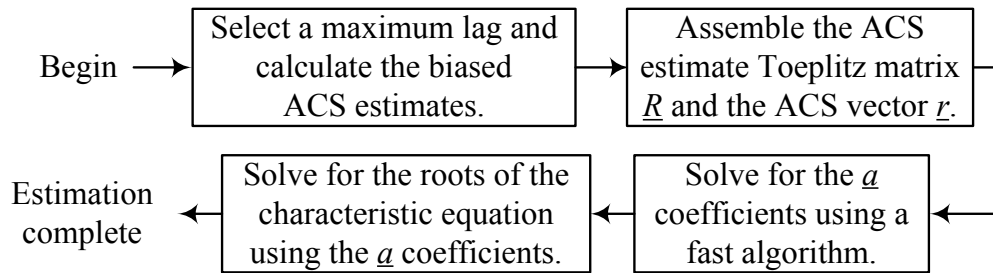 Begin
Select a maximum lag and
calculate the biased
ACS estimates.
Assemble the ACS
estimate Toeplitz matrix
R and the ACS vector r.
Solve for the a
coefficients using a
fast algorithm.
Solve for the roots of the
characteristic equation
using the a coefficients.
Estimation
complete